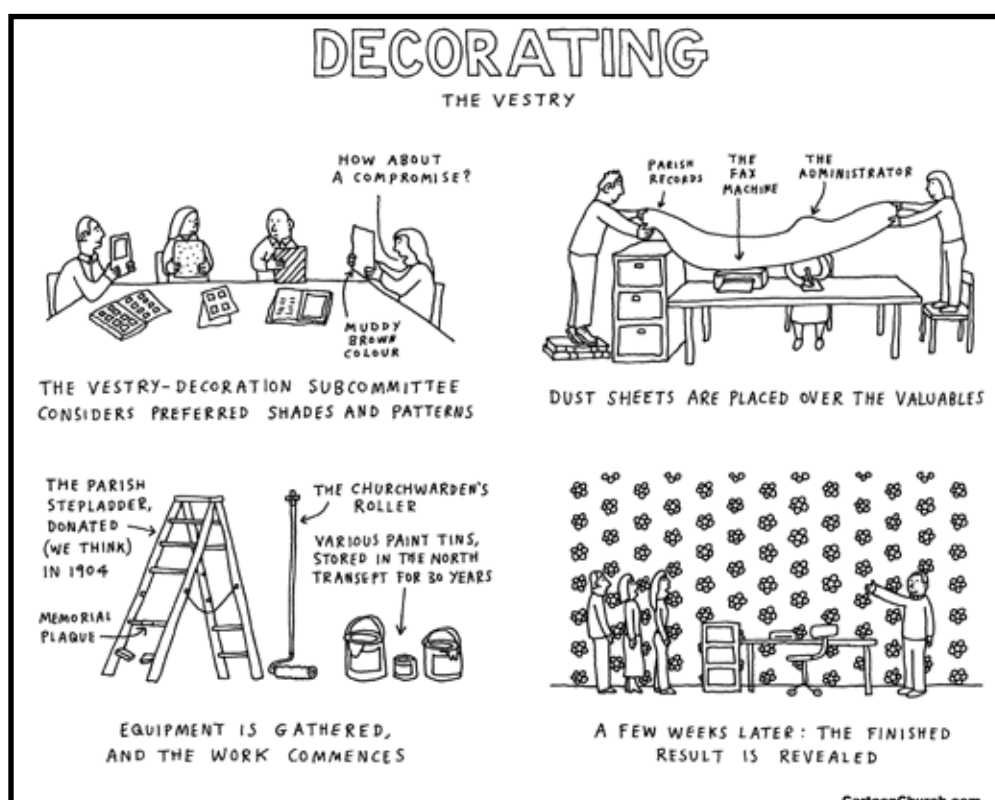 DECORATING
THE VESTRY
HOW ABOUT
A COMPROMISE?
MUDDY
BROWN
COLOUR
THE VESTRY-DECORATION SUBCOMMITTEE
CONSIDERS PREFERRED SHADES AND PATTERNS
PARISH
RECORDS
THE
FAX
MACHINE
THE
ADMINISTRATOR
DUST SHEETS ARE PLACED OVER THE VALUABLES
THE PARISH
STEPLADDER,
DONATED
(WE THINK)
IN 1904
MEMORIAL
PLAQUE
THE CHURCHWARDEN'S
ROLLER
VARIOUS PAINT TINS,
STORED IN THE NORTH
TRANSEPT FOR 30 YEARS
EQUIPMENT IS GATHERED,
AND THE WORK COMMENCES
A FEW WEEKS LATER: THE FINISHED
RESULT IS REVEALED
CartoonChurch.com